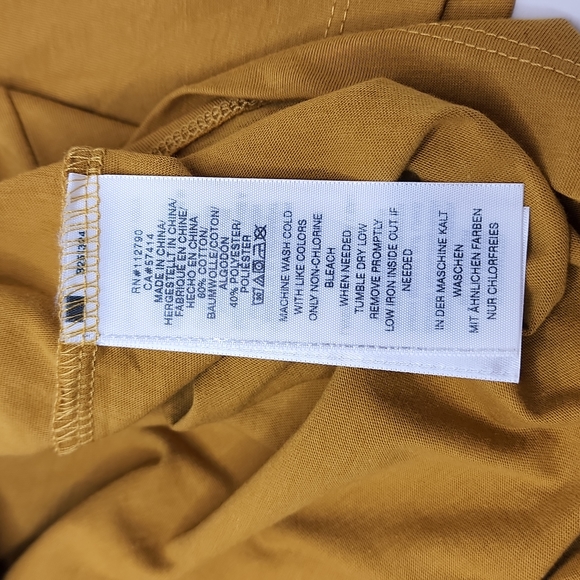 RN#112790
CA#57414
MADE IN CHINA/
HERGESTELLT IN CHINA/
FABRIQUÉ EN CHINE/
HECHO EN CHINA
60% COTTON/
BAUMWOLLE/COTON/
ALGODÓN
40% POLYESTER/
POLIÉSTER
MACHINE WASH COLD
WITH LIKE COLORS
ONLY NON-CHLORINE
BLEACH
WHEN NEEDED
TUMBLE DRY LOW
REMOVE PROMPTLY
LOW IRON INSIDE OUT IF
NEEDED
IN DER MASCHINE KALT
WASCHEN
MIT ÄHNLICHEN FARBEN
NUR CHLORFREIES